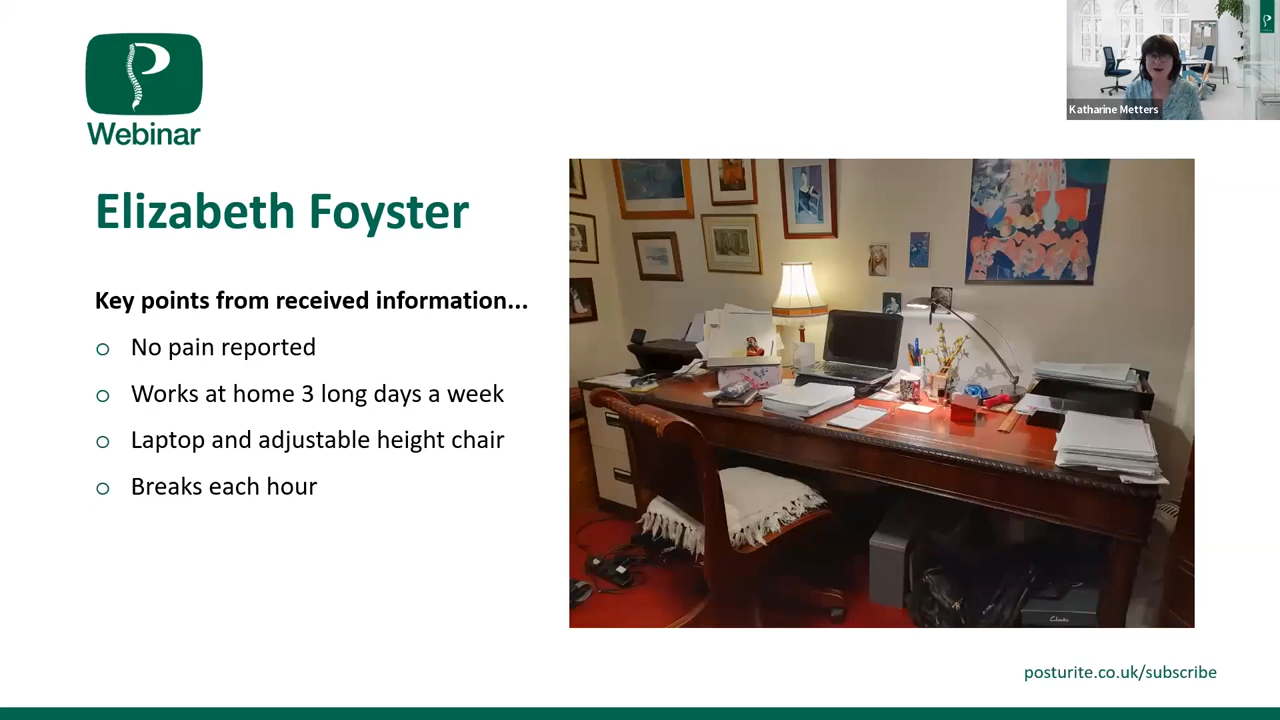 P
Webinar
Katharine Metters
Elizabeth Foyster
Key points from received information...
o No pain reported
o Works at home 3 long days a week
o Laptop and adjustable height chair
o Breaks each hour
Clarks
posturite.co.uk/subscribe